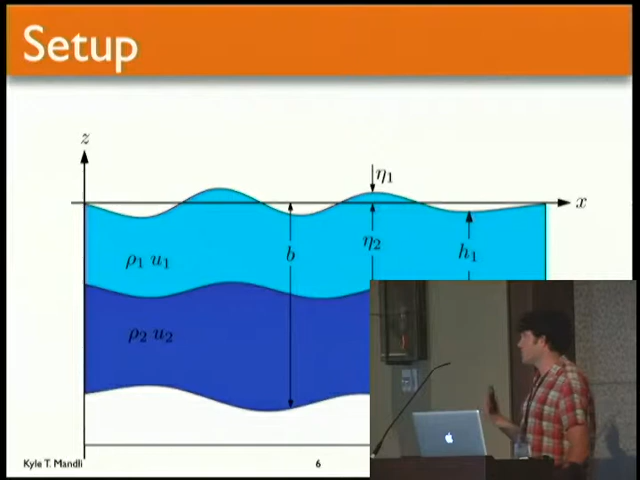 Setup
z
η₁
x
η₂
b
h₁
ρ₁ u₁
ρ₂ u₂
Kyle T. Mandli
6